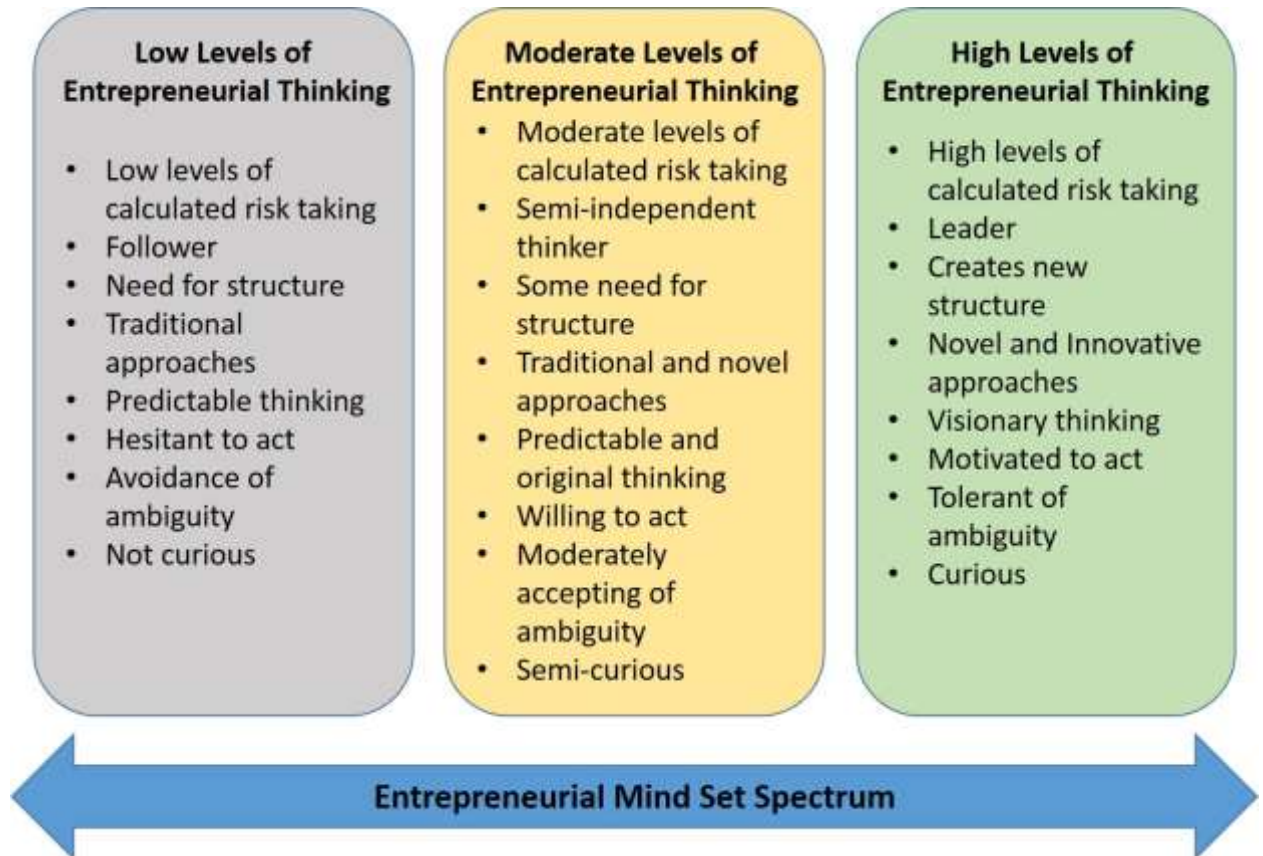 Low Levels of
Entrepreneurial Thinking
• Low levels of
calculated risk taking
• Follower
• Need for structure
• Traditional
approaches
• Predictable thinking
• Hesitant to act
• Avoidance of
ambiguity
• Not curious
Moderate Levels of
Entrepreneurial Thinking
• Moderate levels of
calculated risk taking
• Semi-independent
thinker
• Some need for
structure
• Traditional and novel
approaches
• Predictable and
original thinking
• Willing to act
• Moderately
accepting of
ambiguity
• Semi-curious
High Levels of
Entrepreneurial Thinking
• High levels of
calculated risk taking
• Leader
• Creates new
structure
• Novel and Innovative
approaches
• Visionary thinking
• Motivated to act
• Tolerant of
ambiguity
• Curious
Entrepreneurial Mind Set Spectrum